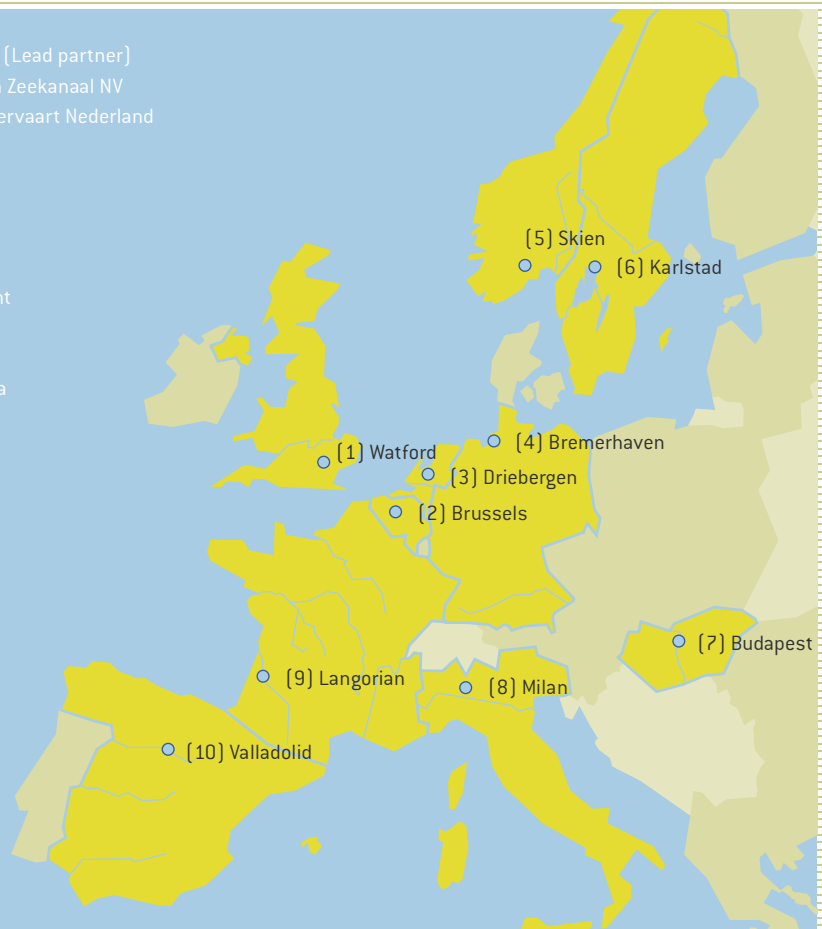 (Lead partner)
Zeekanaal NV
ervaart Nederland
(5) Skien
(6) Karlstad
nt
a
(1) Watford
(4) Bremerhaven
(3) Driebergen
(2) Brussels
(7) Budapest
(9) Langorian
(8) Milan
(10) Valladolid